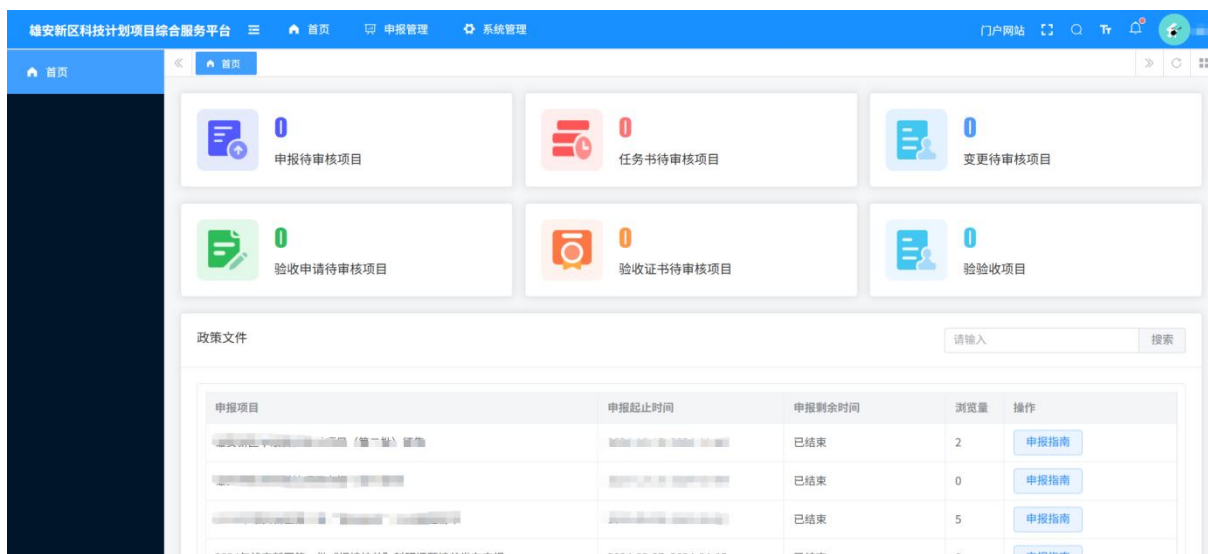 雄安新区科技计划项目综合服务平台 首页 申报管理 系统管理 门户网站 Tт
首页 首页
0 0 0
申报待审核项目 任务书待审核项目 变更待审核项目
0 0 0
验收申请待审核项目 验收证书待审核项目 验验收项目
政策文件 请输入 搜索
申报项目 申报起止时间 申报剩余时间 浏览量 操作
(第二批) 已结束 2 申报指南
已结束 0 申报指南
已结束 5 申报指南